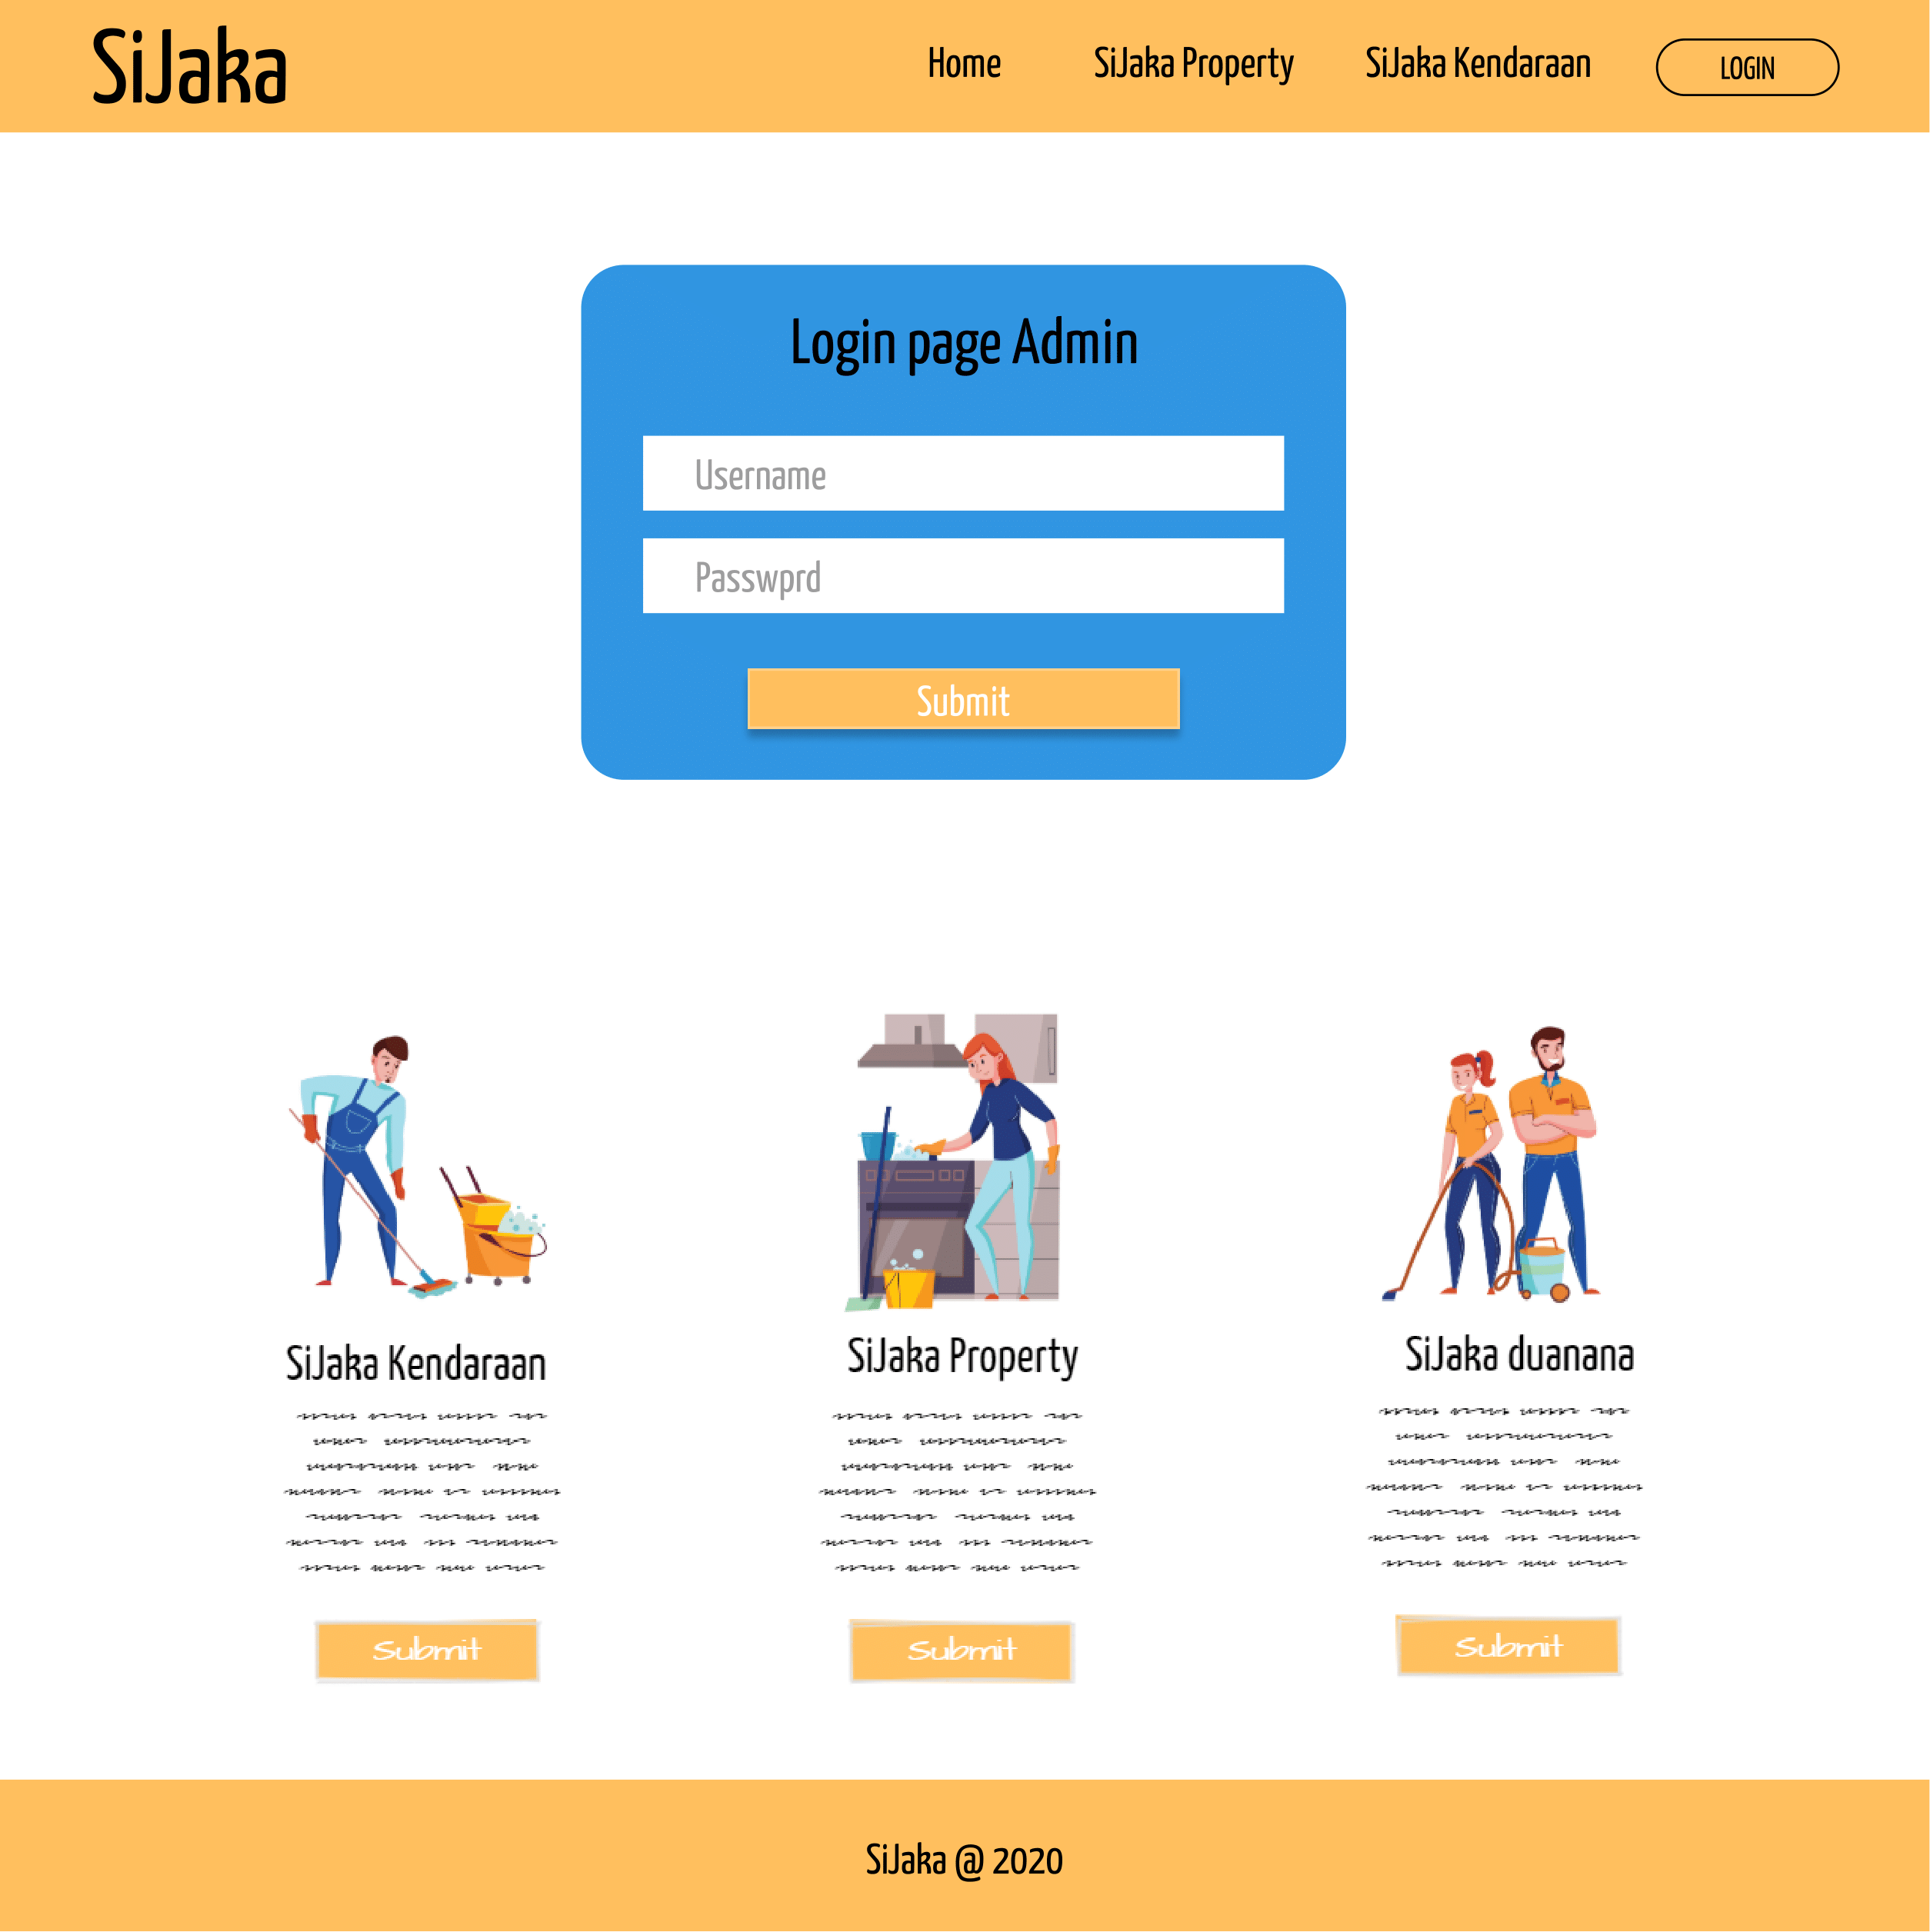 SiJaka
Home SiJaka Property SiJaka Kendaraan LOGIN
Login page Admin
Username
Passwprd
Submit
SiJaka Kendaraan
SiJaka Property
SiJaka duanana
Submit
Submit
Submit
SiJaka @ 2020